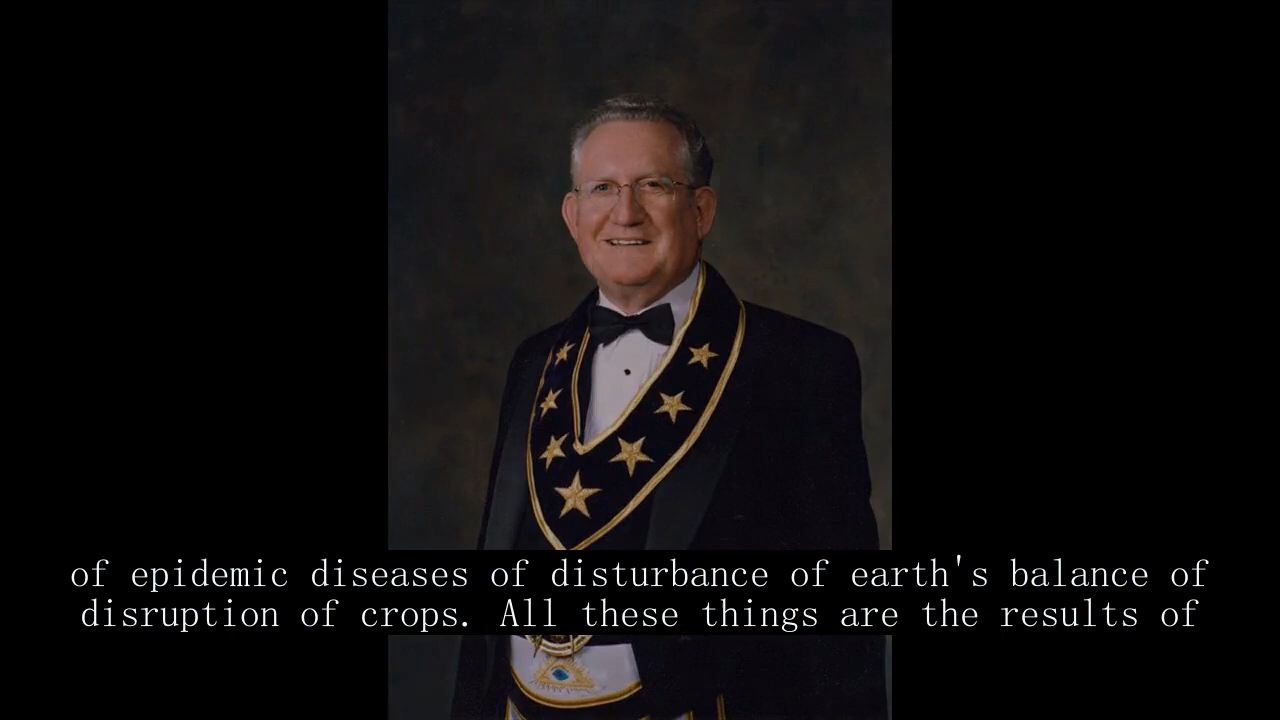 of epidemic diseases of disturbance of earth's balance of
disruption of crops. All these things are the results of